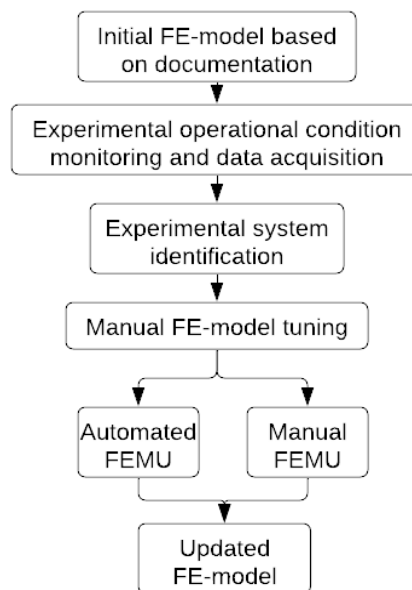 Initial FE-model based
on documentation
Experimental operational condition
monitoring and data acquisition
Experimental system
identification
Manual FE-model tuning
Automated
FEMU
Manual
FEMU
Updated
FE-model